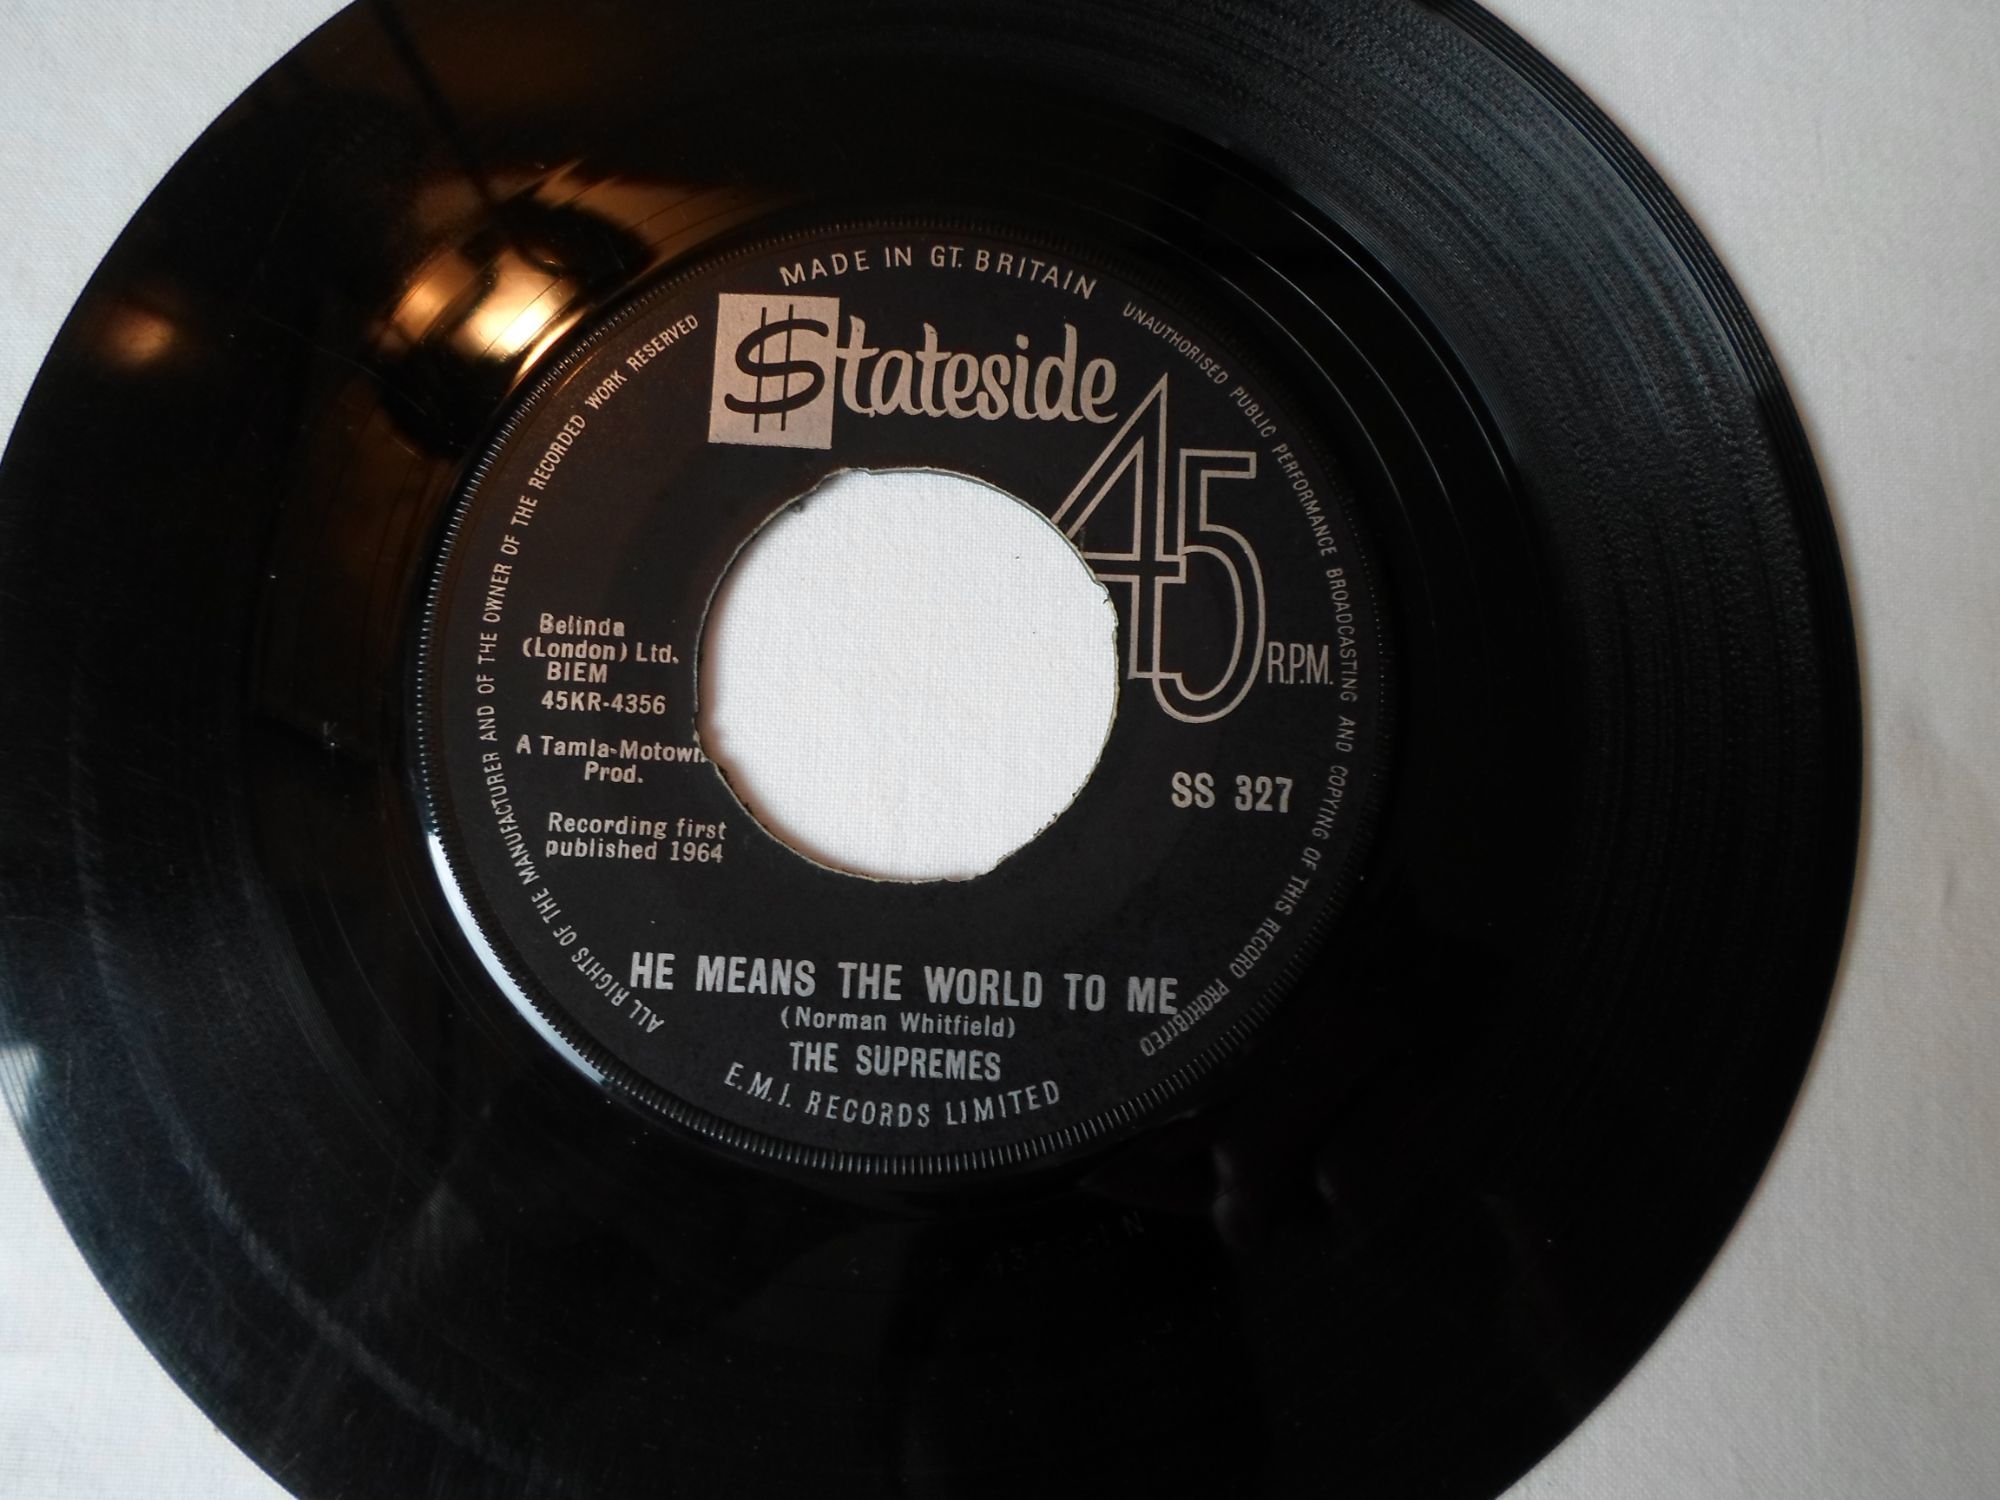 MADE IN GT. BRITAIN
$tateside
45
R.P.M.
Belinda
(London) Ltd.
BIEM
45KR-4356
A Tamla-Motown
Prod.
SS 327
Recording first
published 1964
HE MEANS THE WORLD TO ME
(Norman Whitfield)
THE SUPREMES
E.M.I. RECORDS LIMITED
ALL RIGHTS OF THE MANUFACTURER AND OF THE OWNER OF THE RECORDED WORK RESERVED
UNAUTHORISED PUBLIC PERFORMANCE BROADCASTING AND COPYING OF THIS RECORD PROHIBITED